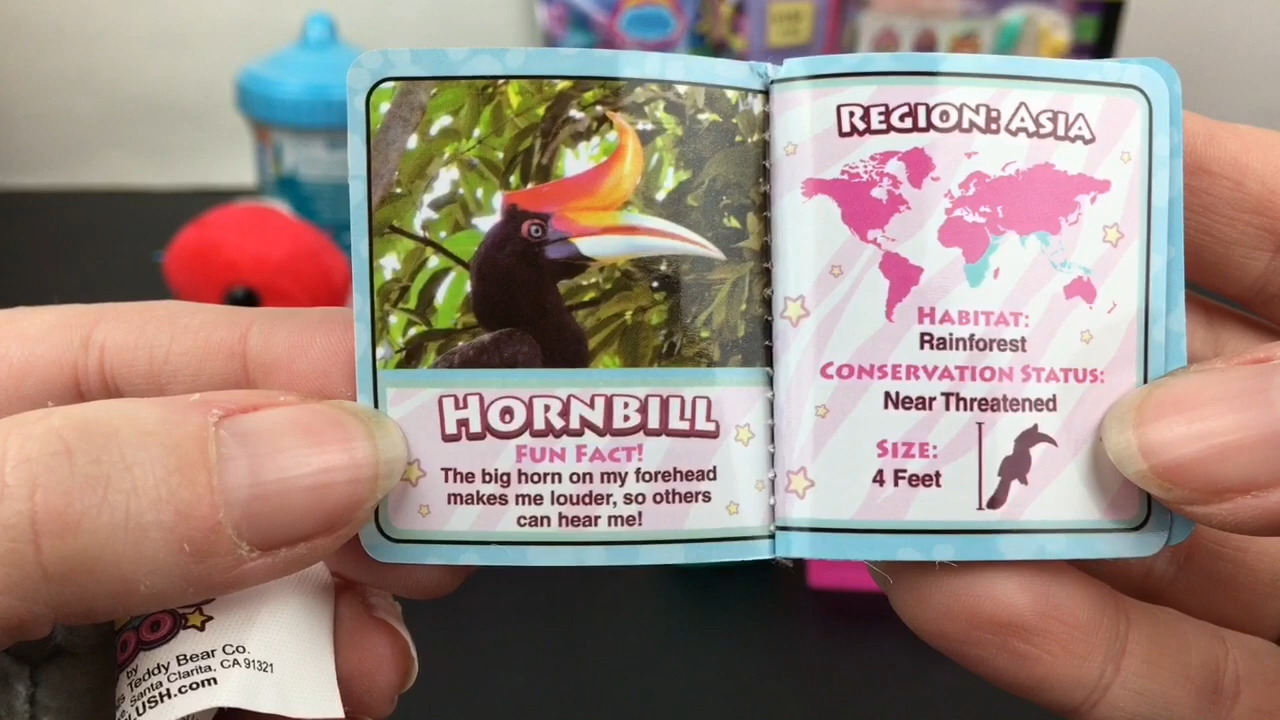 HORNBILL
FUN FACT!
The big horn on my forehead
makes me louder, so others
can hear me!
REGION: ASIA
HABITAT:
Rainforest
CONSERVATION STATUS:
Near Threatened
SIZE:
4 Feet
by
Teddy Bear Co.
Santa Clarita, CA 91321
USH.com